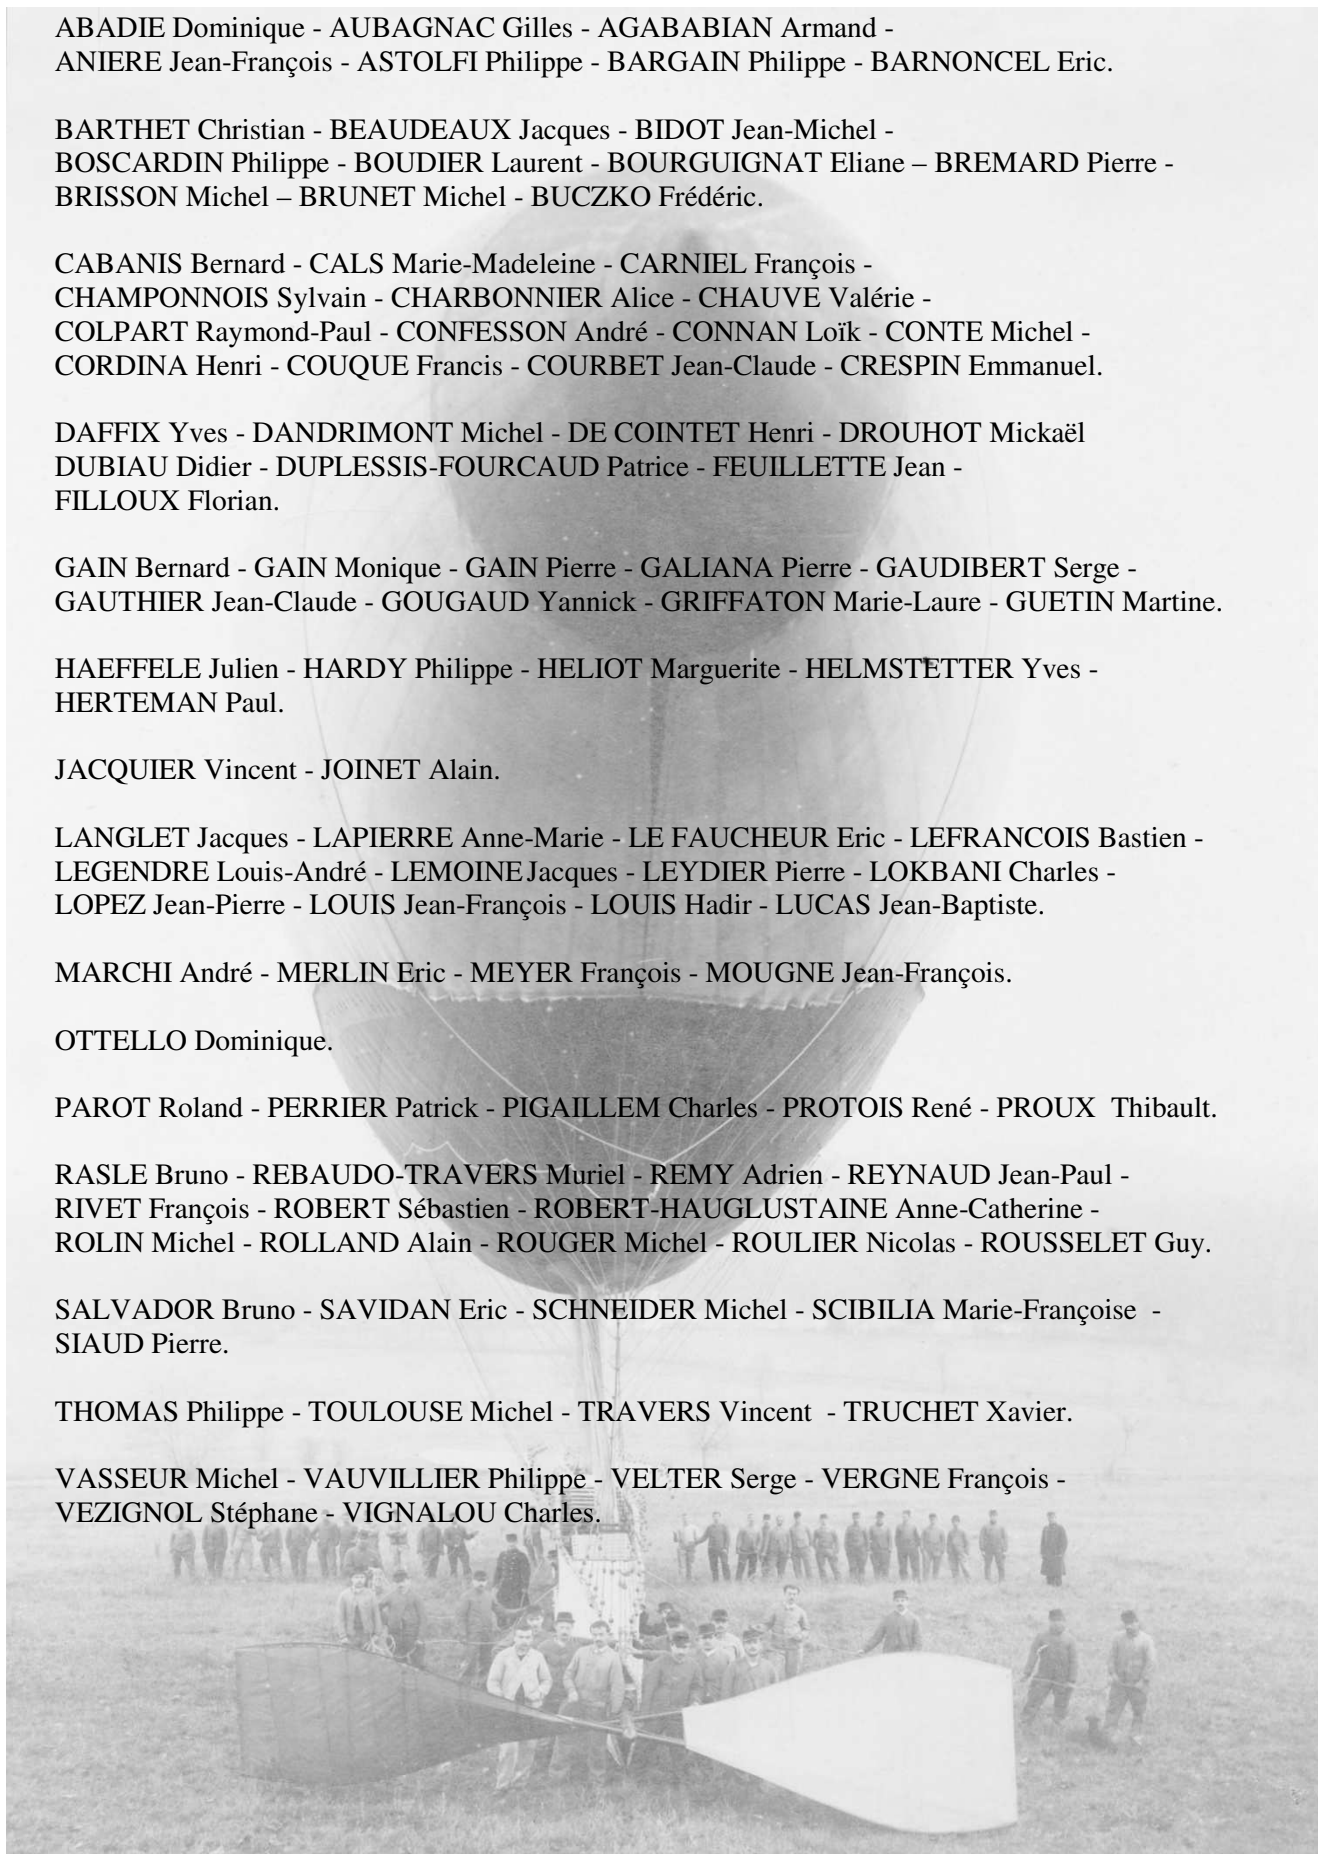 ABADIE Dominique - AUBAGNAC Gilles - AGABABIAN Armand -
ANIERE Jean-François - ASTOLFI Philippe - BARGAIN Philippe - BARNONCEL Eric.
BARTHET Christian - BEAUDEAUX Jacques - BIDOT Jean-Michel -
BOSCARDIN Philippe - BOUDIER Laurent - BOURGUIGNAT Eliane – BREMARD Pierre -
BRISSON Michel – BRUNET Michel - BUCZKO Frédéric.
CABANIS Bernard - CALS Marie-Madeleine - CARNIEL François -
CHAMPONNOIS Sylvain - CHARBONNIER Alice - CHAUVE Valérie -
COLPART Raymond-Paul - CONFESSON André - CONNAN Loïk - CONTE Michel -
CORDINA Henri - COUQUE Francis - COURBET Jean-Claude - CRESPIN Emmanuel.
DAFFIX Yves - DANDRIMONT Michel - DE COINTET Henri - DROUHOT Mickaël
DUBIAU Didier - DUPLESSIS-FOURCAUD Patrice - FEUILLETTE Jean -
FILLOUX Florian.
GAIN Bernard - GAIN Monique - GAIN Pierre - GALIANA Pierre - GAUDIBERT Serge -
GAUTHIER Jean-Claude - GOUGAUD Yannick - GRIFFATON Marie-Laure - GUETIN Martine.
HAEFFELE Julien - HARDY Philippe - HELIOT Marguerite - HELMSTETTER Yves -
HERTEMAN Paul.
JACQUIER Vincent - JOINET Alain.
LANGLET Jacques - LAPIERRE Anne-Marie - LE FAUCHEUR Eric - LEFRANCOIS Bastien -
LEGENDRE Louis-André - LEMOINE Jacques - LEYDIER Pierre - LOKBANI Charles -
LOPEZ Jean-Pierre - LOUIS Jean-François - LOUIS Hadir - LUCAS Jean-Baptiste.
MARCHI André - MERLIN Eric - MEYER François - MOUGNE Jean-François.
OTTELLO Dominique.
PAROT Roland - PERRIER Patrick - PIGAILLEM Charles - PROTOIS René - PROUX Thibault.
RASLE Bruno - REBAUDO-TRAVERS Muriel - REMY Adrien - REYNAUD Jean-Paul -
RIVET François - ROBERT Sébastien - ROBERT-HAUGLUSTAINE Anne-Catherine -
ROLIN Michel - ROLLAND Alain - ROUGER Michel - ROULIER Nicolas - ROUSSELET Guy.
SALVADOR Bruno - SAVIDAN Eric - SCHNEIDER Michel - SCIBILIA Marie-Françoise -
SIAUD Pierre.
THOMAS Philippe - TOULOUSE Michel - TRAVERS Vincent - TRUCHET Xavier.
VASSEUR Michel - VAUVILLIER Philippe - VELTER Serge - VERGNE François -
VEZIGNOL Stéphane - VIGNALOU Charles.